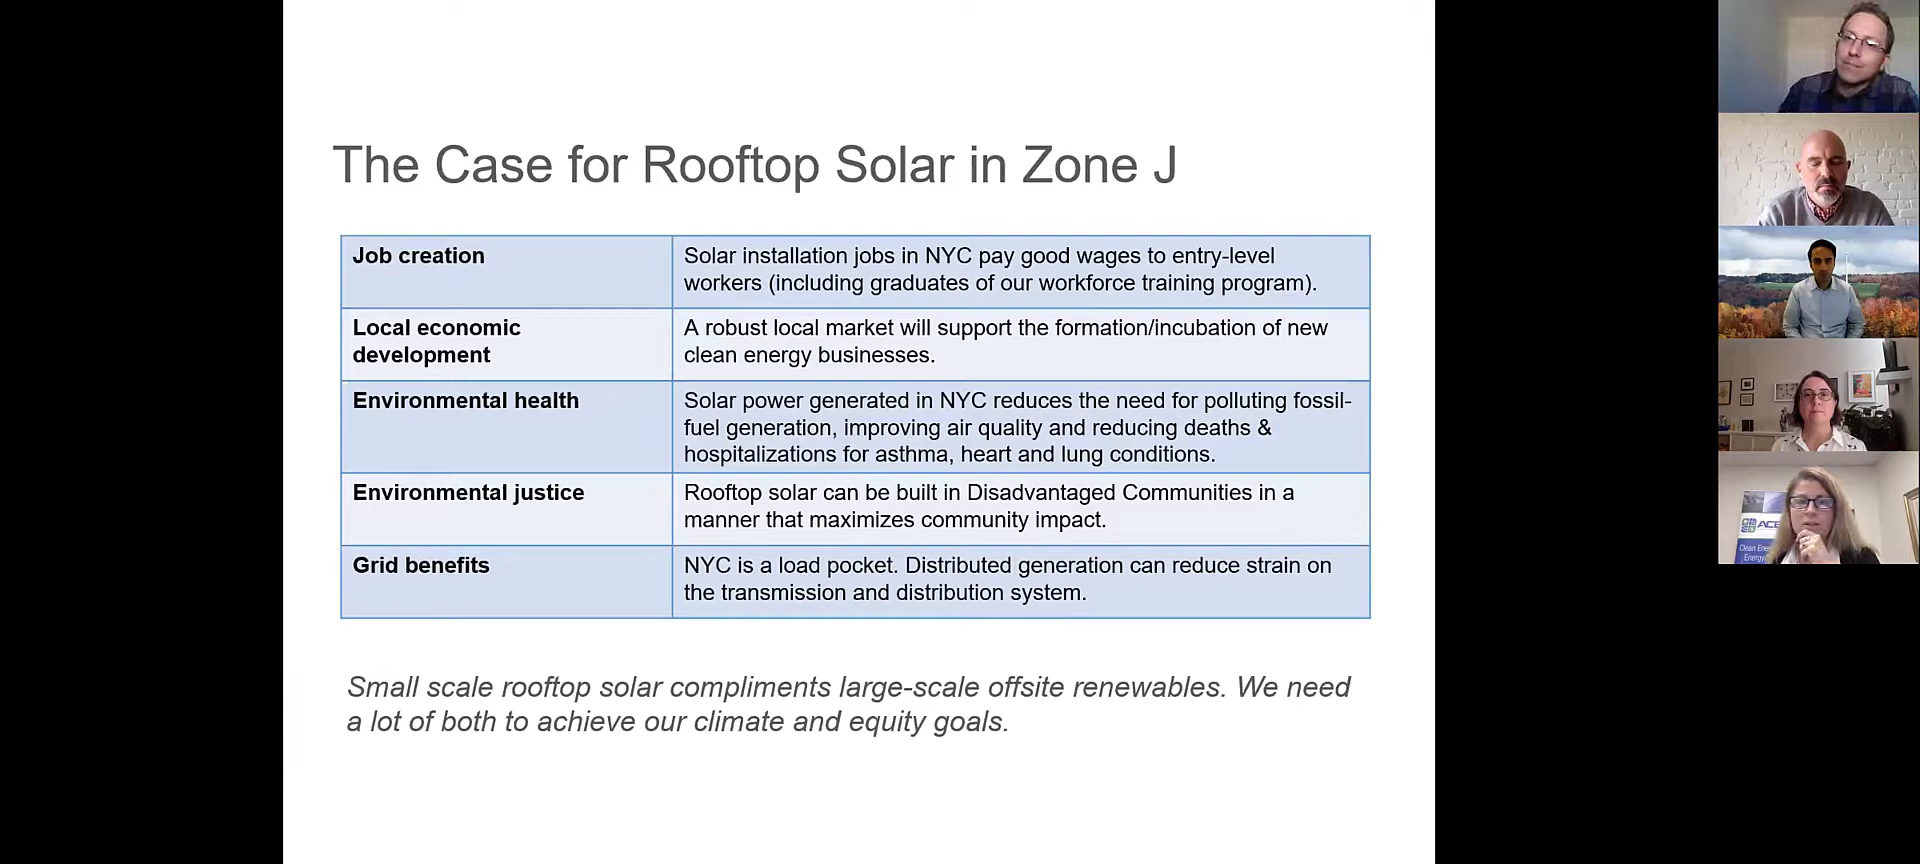 The Case for Rooftop Solar in Zone J
Job creation
Solar installation jobs in NYC pay good wages to entry-level
workers (including graduates of our workforce training program).
Local economic
development
A robust local market will support the formation/incubation of new
clean energy businesses.
Environmental health
Solar power generated in NYC reduces the need for polluting fossil-
fuel generation, improving air quality and reducing deaths &
hospitalizations for asthma, heart and lung conditions.
Environmental justice
Rooftop solar can be built in Disadvantaged Communities in a
manner that maximizes community impact.
Grid benefits
NYC is a load pocket. Distributed generation can reduce strain on
the transmission and distribution system.
Small scale rooftop solar compliments large-scale offsite renewables. We need
a lot of both to achieve our climate and equity goals.
ACE
Clean Ene
Energy